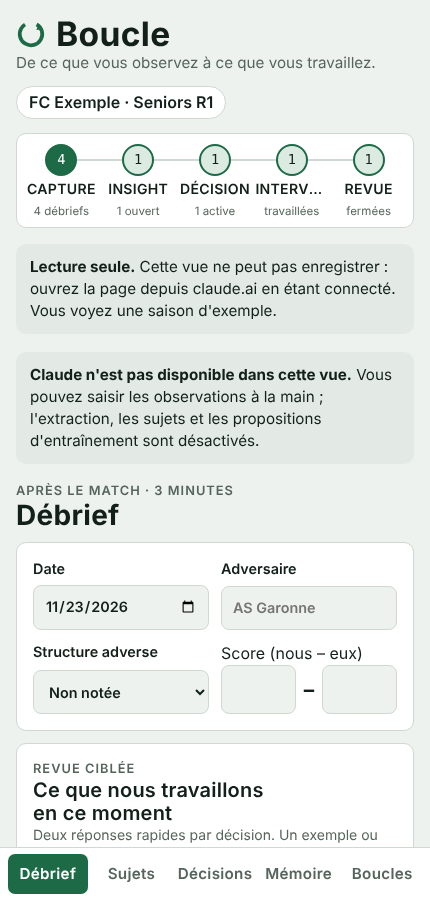 Boucle
De ce que vous observez à ce que vous travaillez.
FC Exemple · Seniors R1
4 1 1 1 1
CAPTURE INSIGHT DÉCISION INTERV… REVUE
4 débriefs 1 ouvert 1 active travaillées fermées
Lecture seule. Cette vue ne peut pas enregistrer :
ouvrez la page depuis claude.ai en étant connecté.
Vous voyez une saison d'exemple.
Claude n'est pas disponible dans cette vue. Vous
pouvez saisir les observations à la main ;
l'extraction, les sujets et les propositions
d'entraînement sont désactivés.
APRÈS LE MATCH · 3 MINUTES
Débrief
Date Adversaire
11/23/2026 AS Garonne
Structure adverse Score (nous – eux)
Non notée –
REVUE CIBLÉE
Ce que nous travaillons
en ce moment
Deux réponses rapides par décision. Un exemple ou
Débrief Sujets Décisions Mémoire Boucles